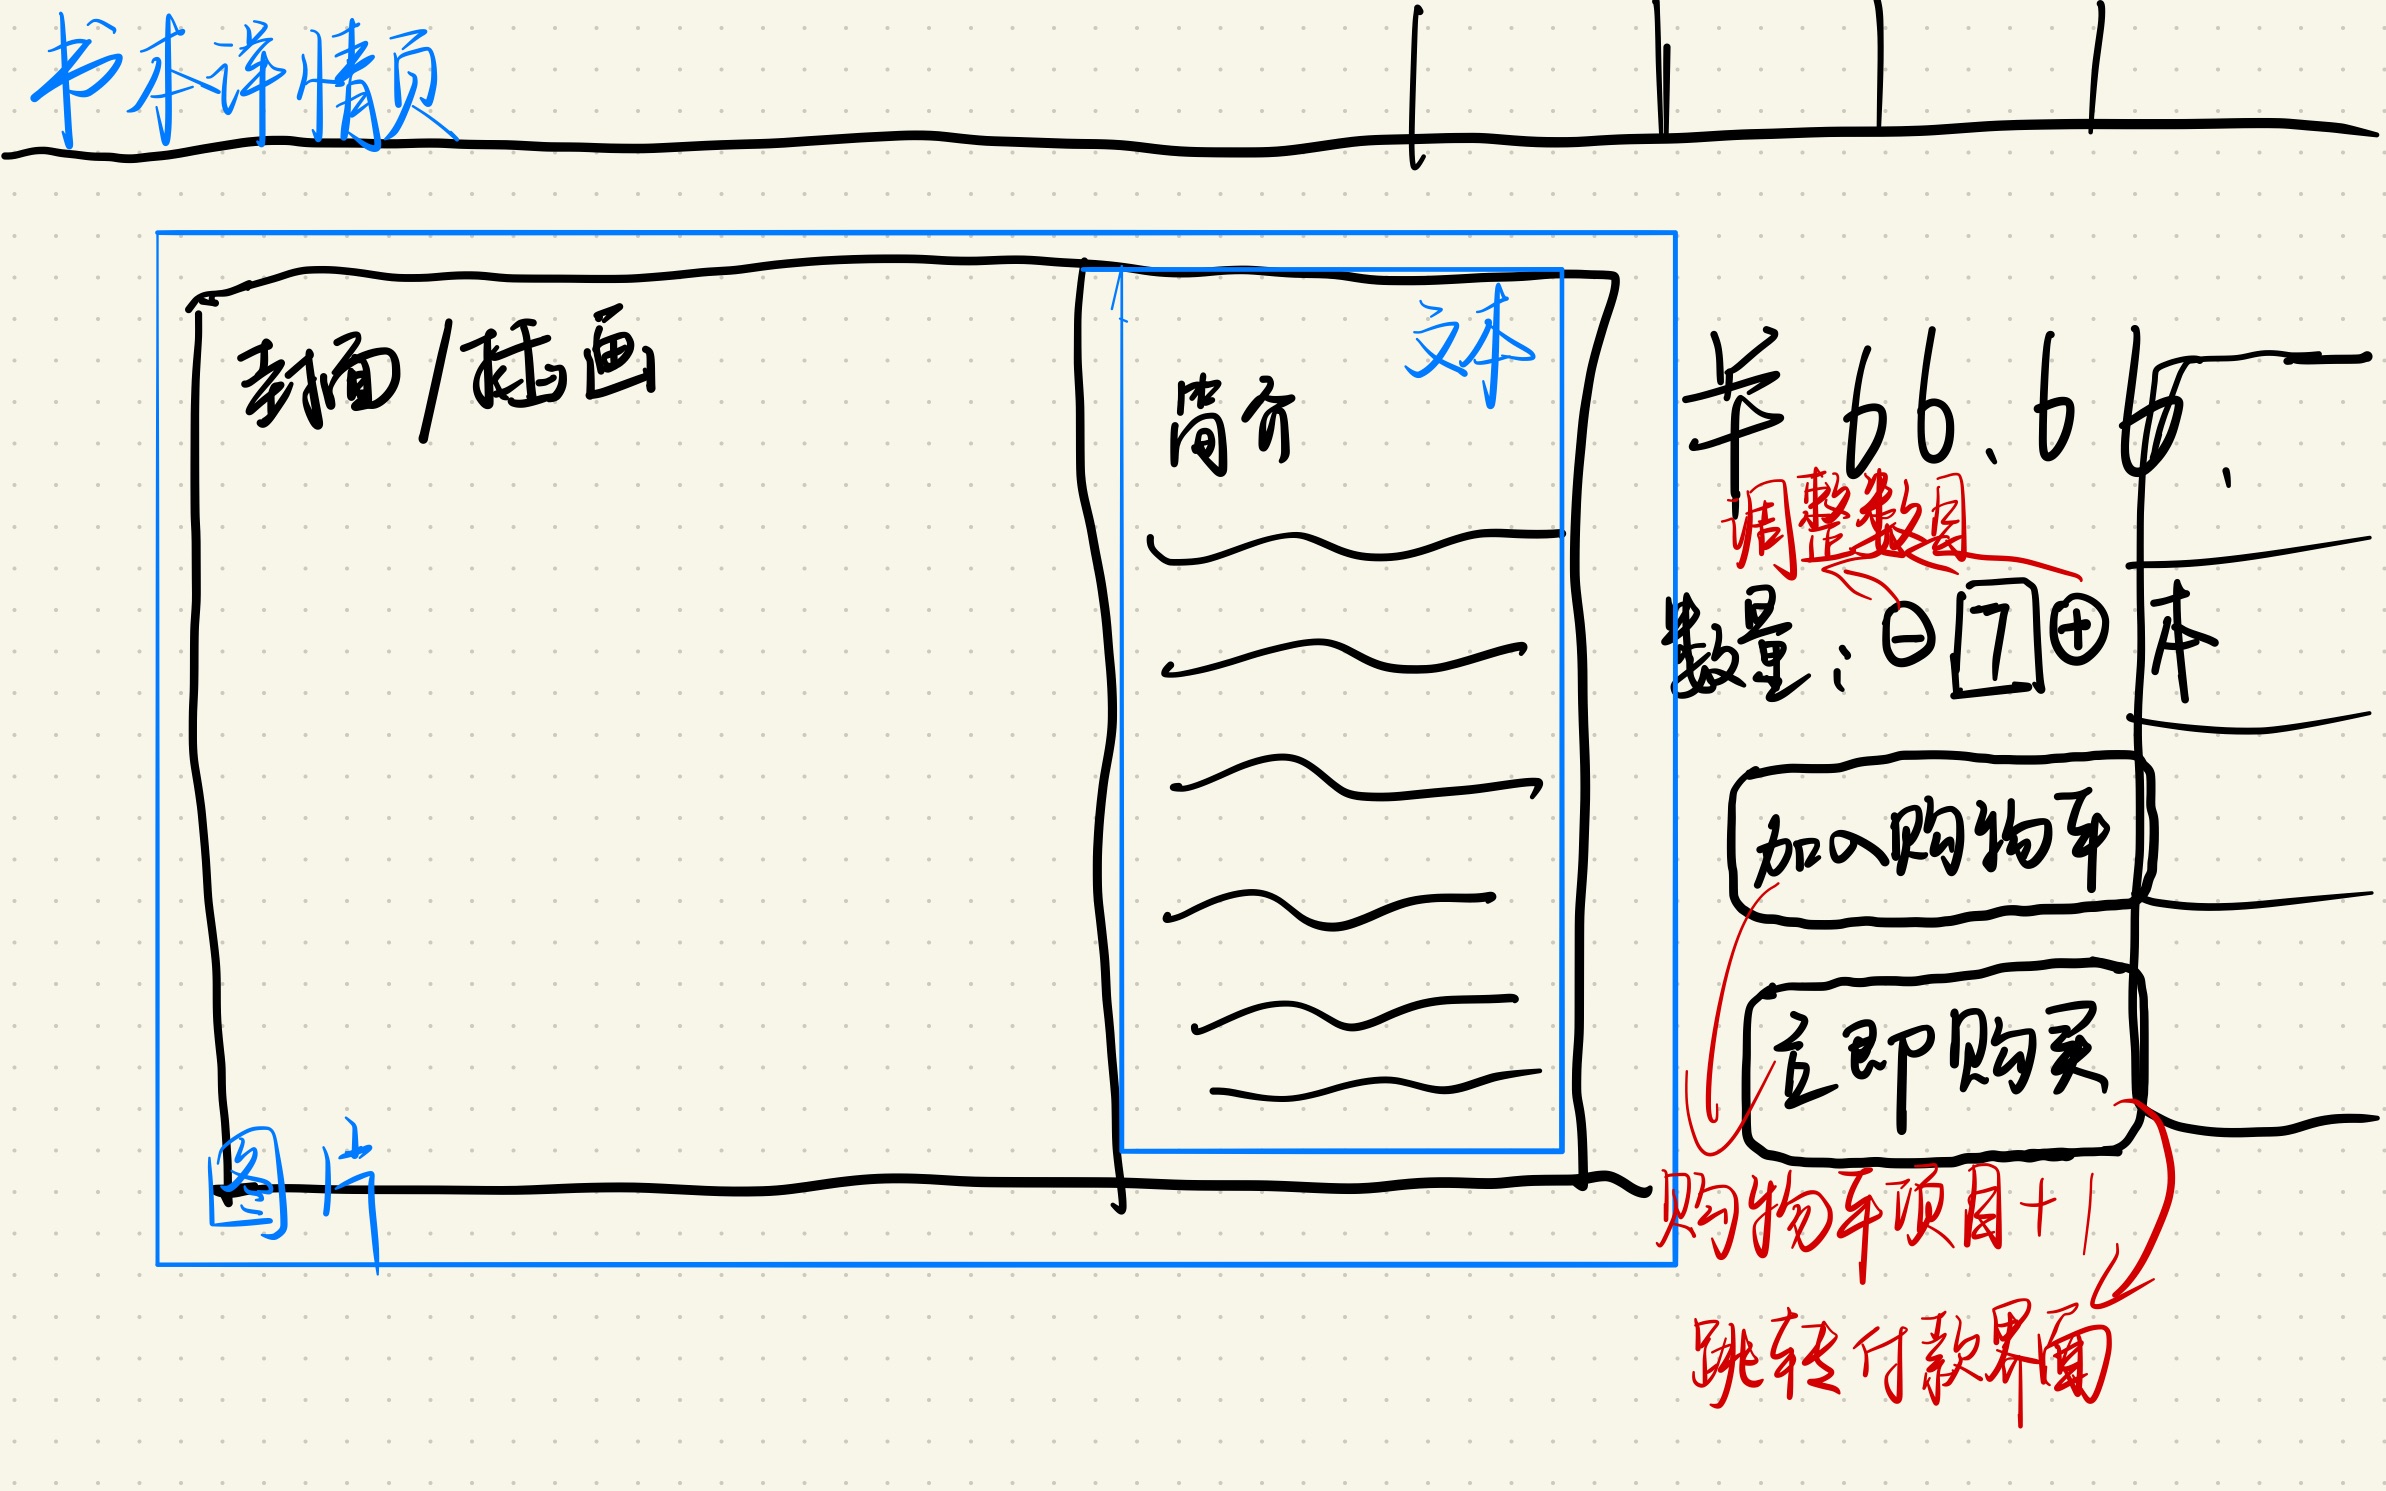 书本详情页
封面/插画
文本
简介
¥66.66
调整数量
数量：⊖ 7 ⊕ 本
加入购物车
立即购买
图片
购物车项目+1
跳转付款界面